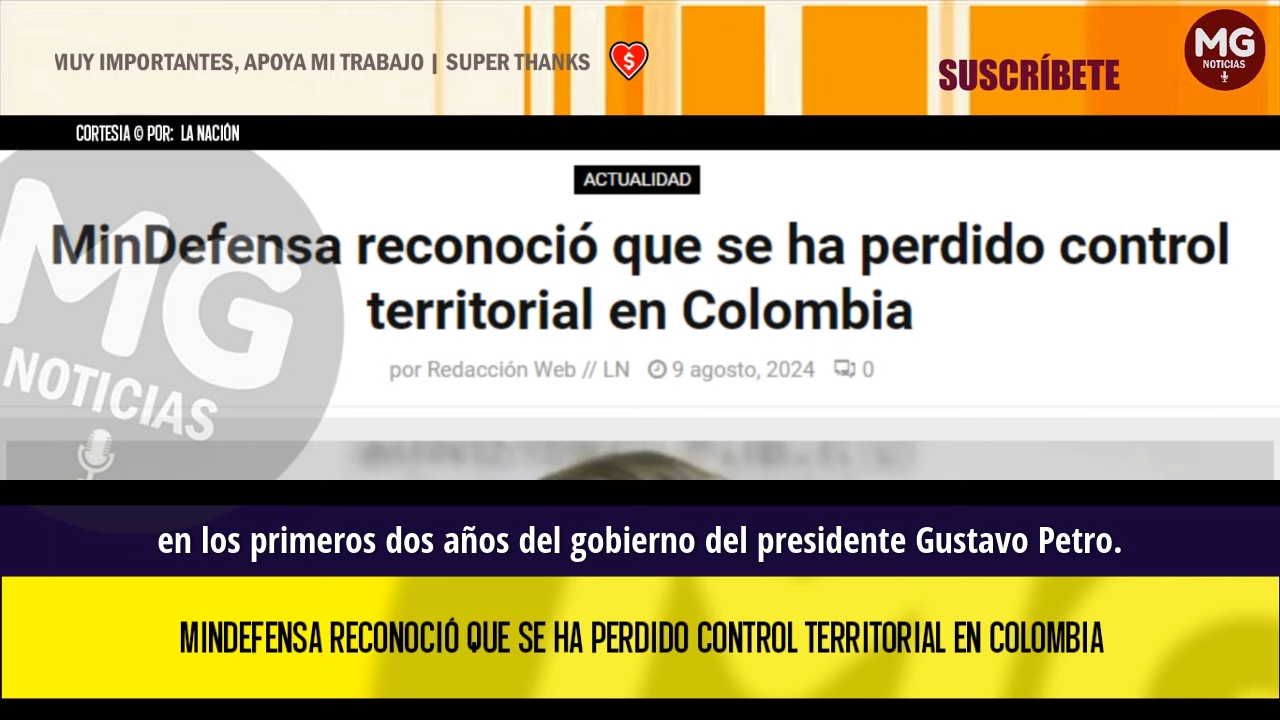 MUY IMPORTANTES, APOYA MI TRABAJO | SUPER THANKS
$
SUSCRÍBETE
MG
NOTICIAS
CORTESIA © POR: LA NACIÓN
ACTUALIDAD
MinDefensa reconoció que se ha perdido control
territorial en Colombia
por Redacción Web // LN 9 agosto, 2024 0
MG
NOTICIAS
en los primeros dos años del gobierno del presidente Gustavo Petro.
MINDEFENSA RECONOCIÓ QUE SE HA PERDIDO CONTROL TERRITORIAL EN COLOMBIA